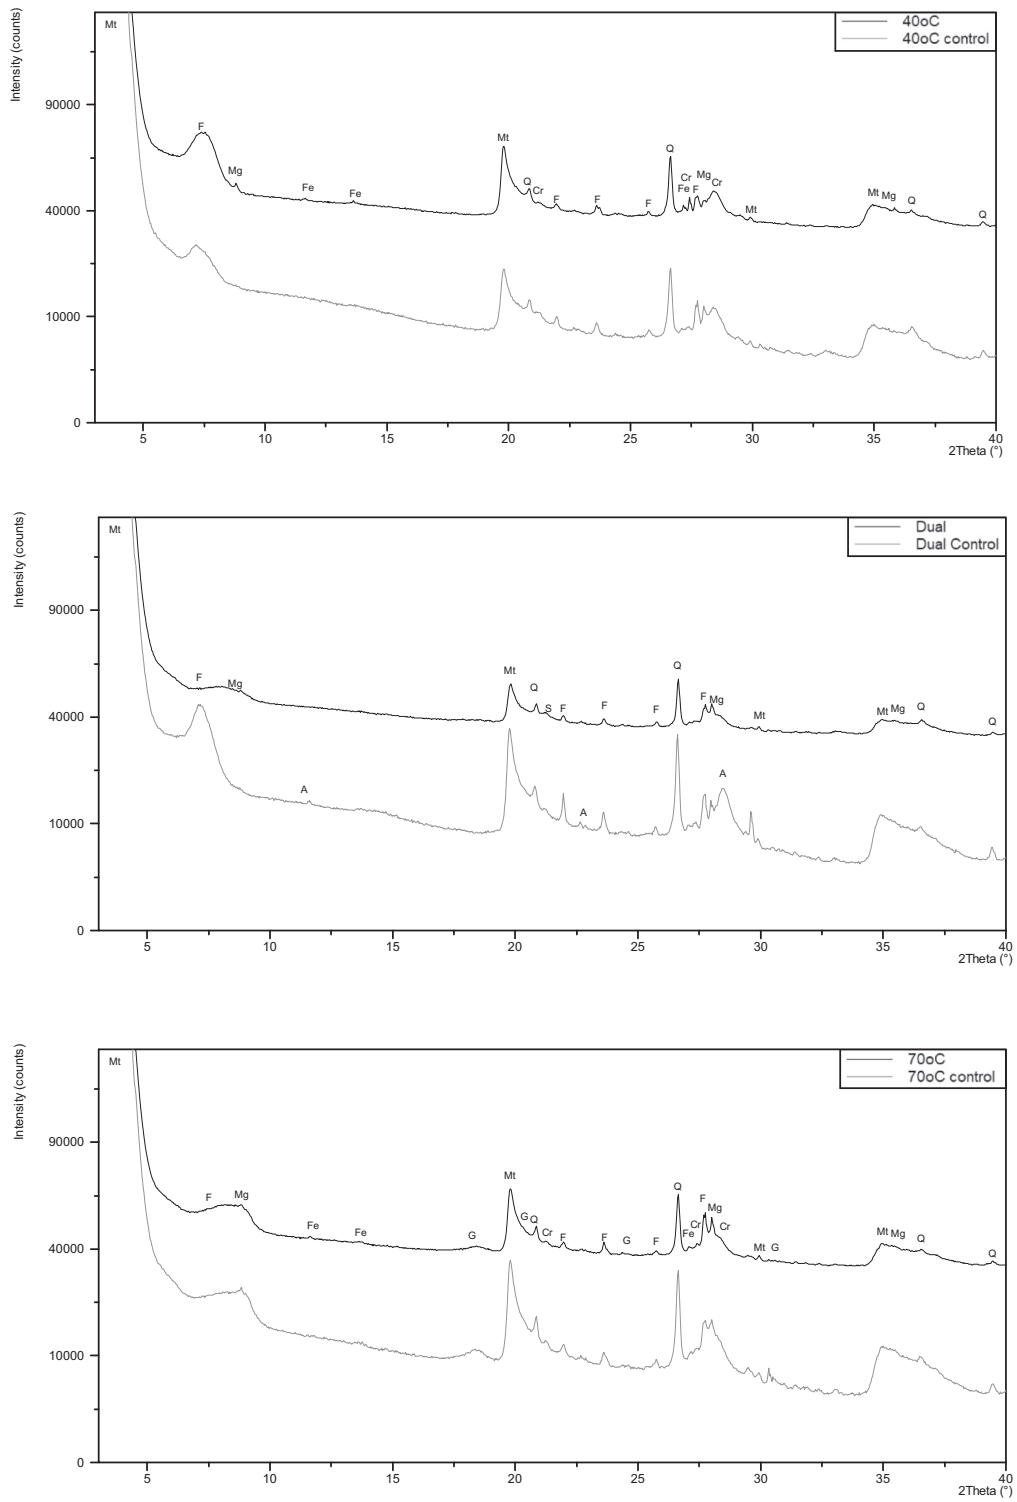 Intensity (counts)
Mt
40oC
40oC control
90000
40000
10000
0
F
Mg
Fe
Fe
Mt
Q
Cr
F
F
F
Q
Cr
Fe
Mg
F
Cr
Mt
Mt
Mg
Q
Q
5
10
15
20
25
30
35
40
2Theta (°)
Intensity (counts)
Mt
Dual
Dual Control
90000
40000
10000
0
F
Mg
Mt
Q
S
F
F
F
Q
F
Mg
Mt
Mt
Mg
Q
Q
A
A
A
5
10
15
20
25
30
35
40
2Theta (°)
Intensity (counts)
Mt
70oC
70oC control
90000
40000
10000
0
F
Mg
Fe
Fe
G
Mt
G
Q
Cr
F
F
G
F
Q
Fe
Cr
F
Mg
Cr
Mt
G
Mt
Mg
Q
Q
5
10
15
20
25
30
35
40
2Theta (°)